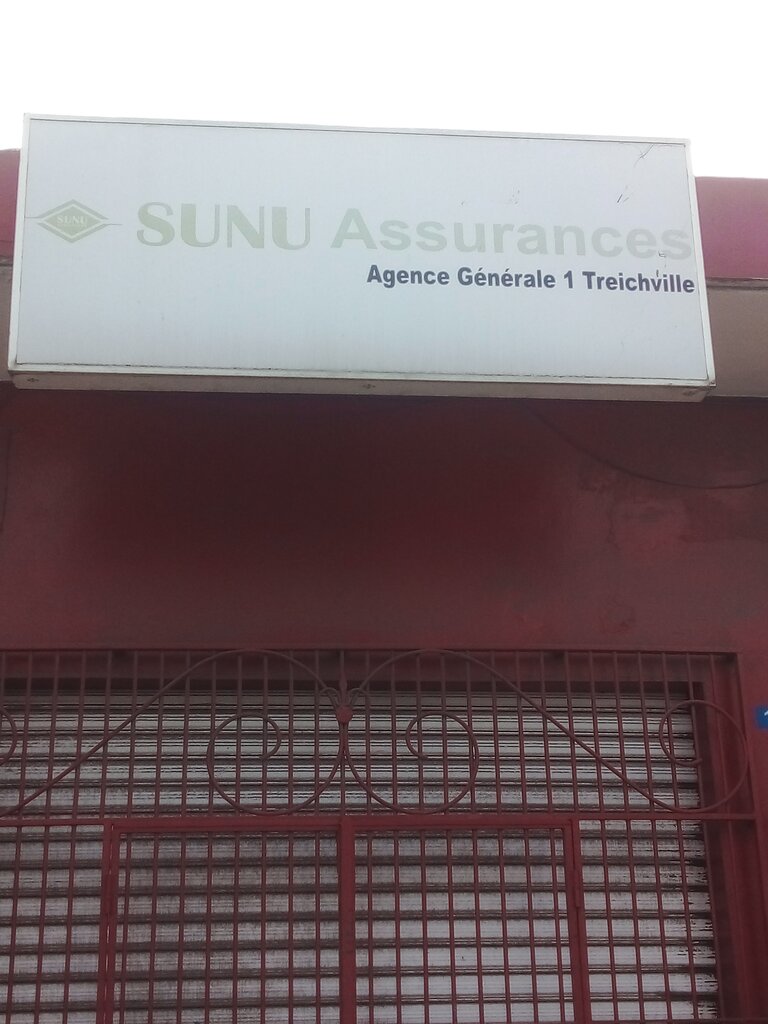 SUNU
SUNU Assurances
Agence Générale 1 Treichville